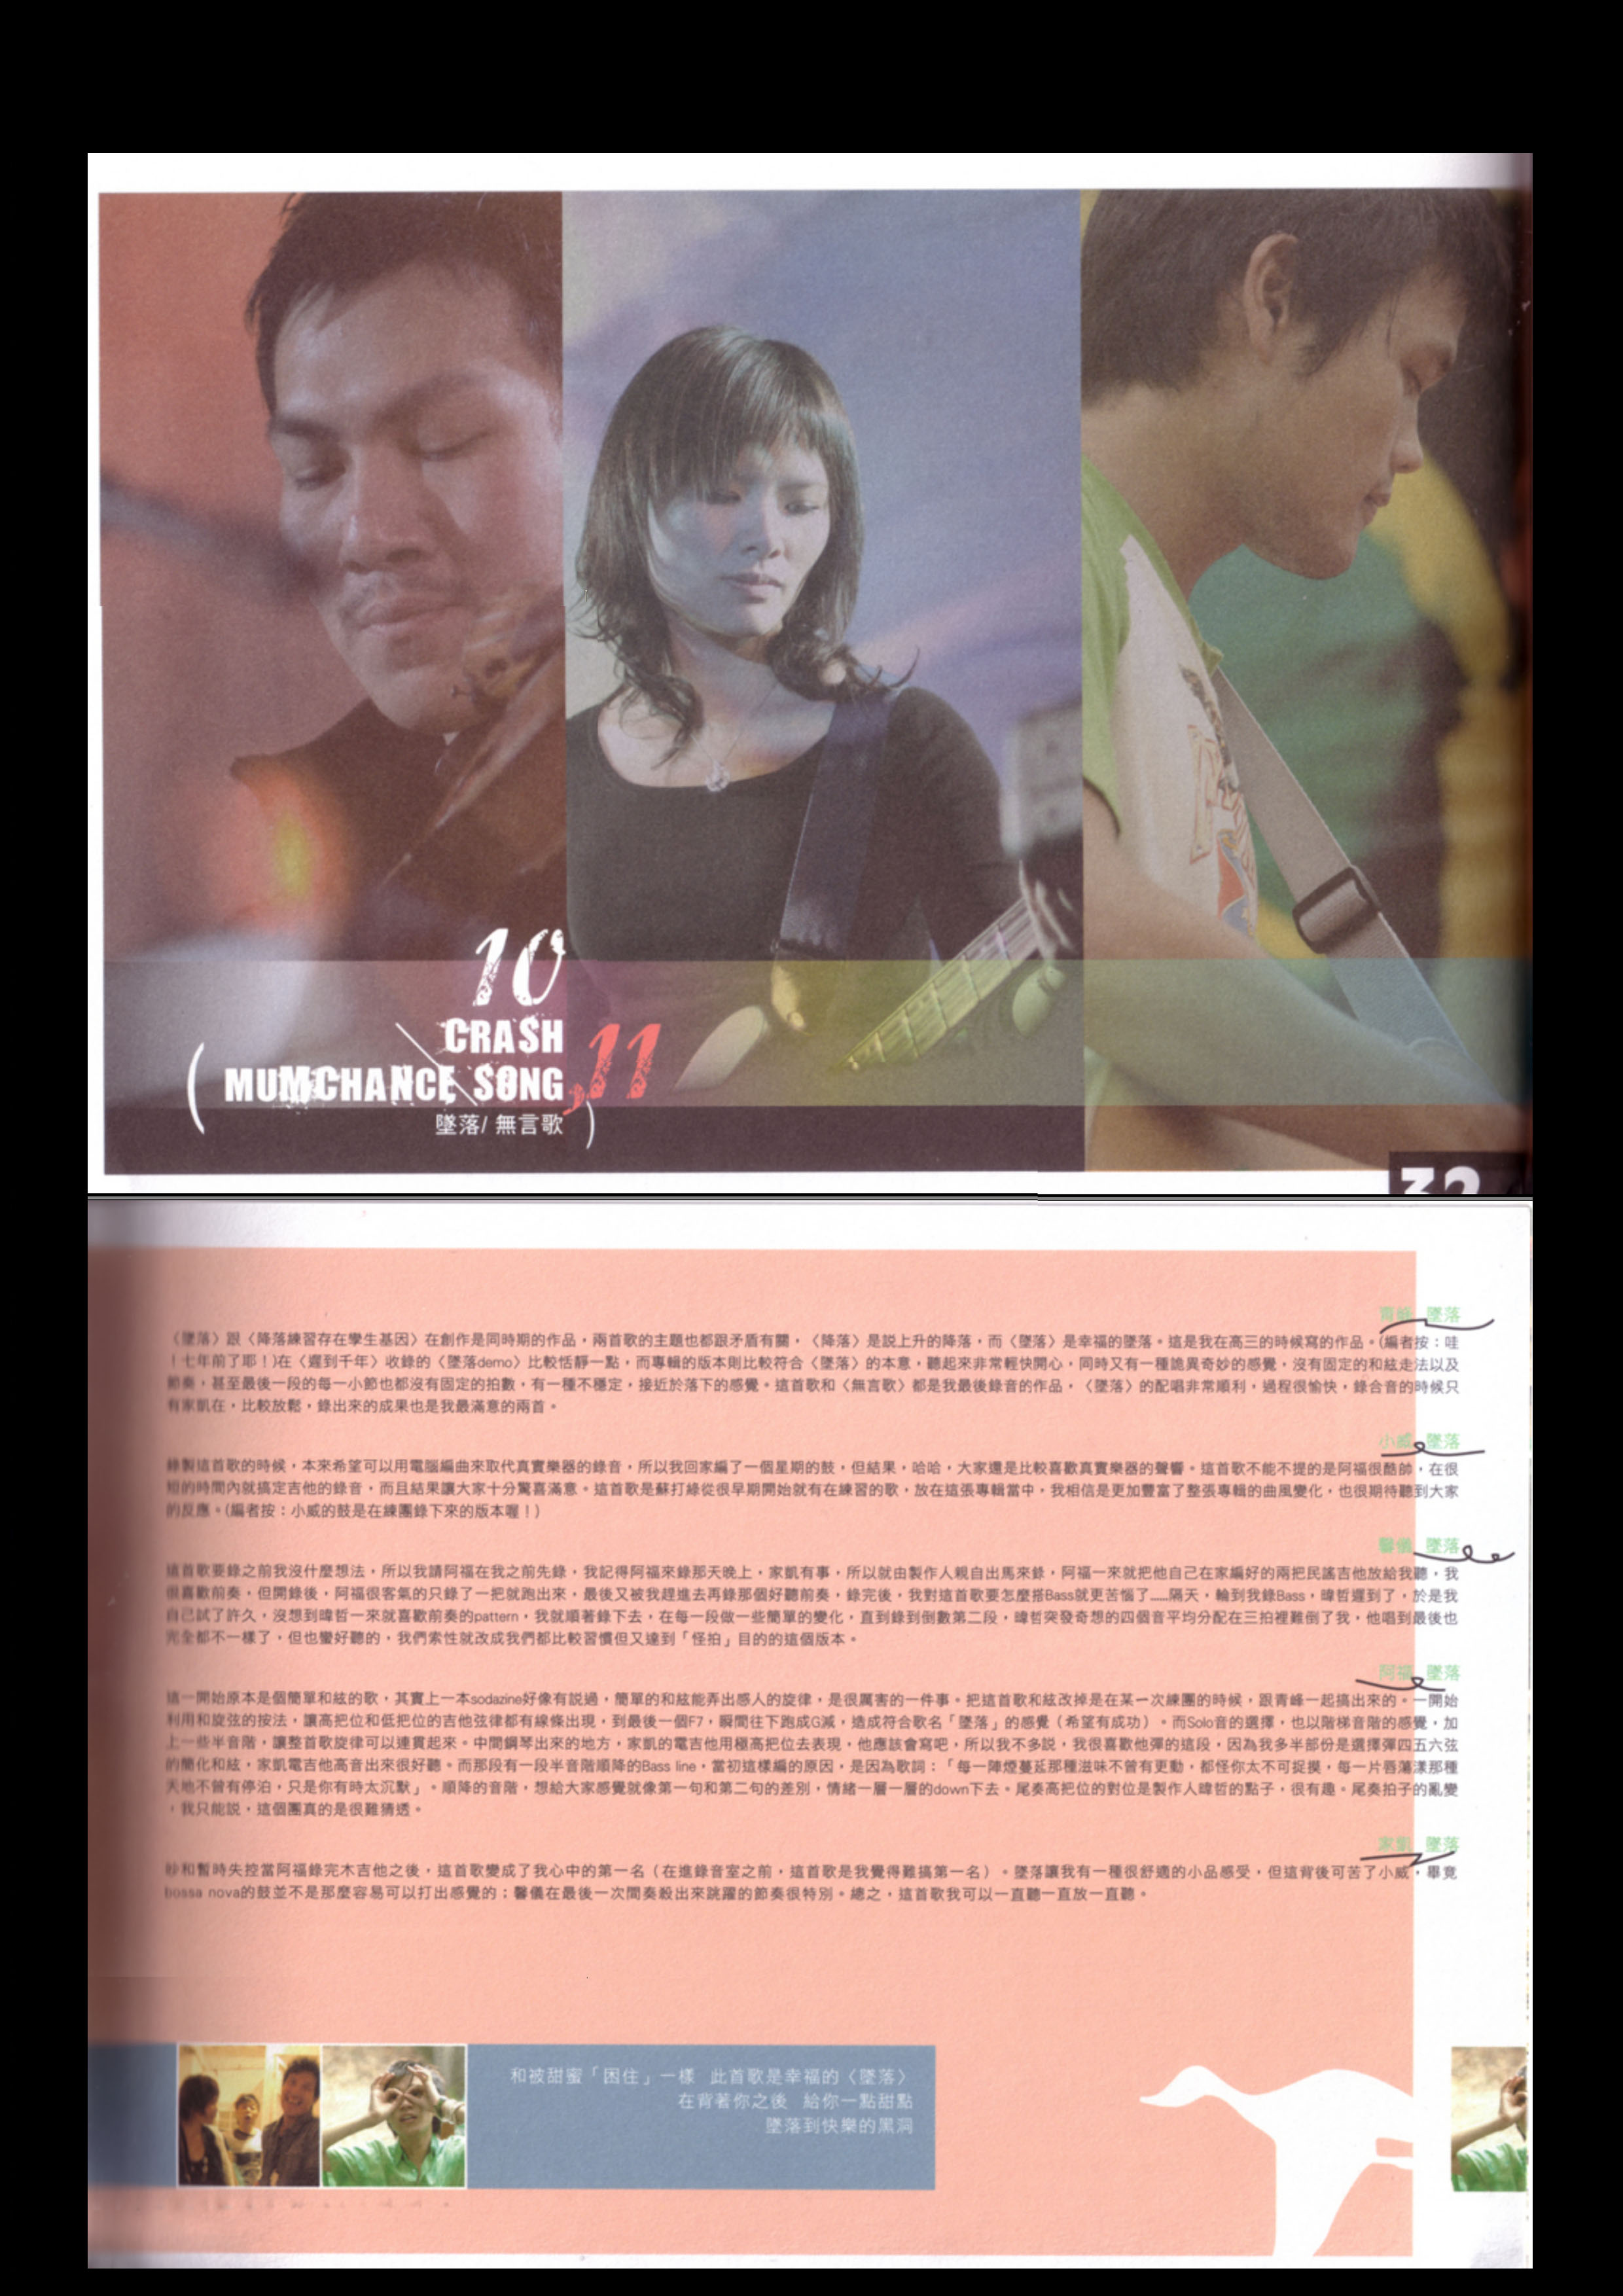 10
CRASH
MUMCHANCE SONG,11
墜落/ 無言歌
32
青峰 墜落
〈墜落〉跟〈降落練習存在孿生基因〉在創作是同時期的作品，兩首歌的主題也都跟矛盾有關，〈降落〉是説上升的降落，而〈墜落〉是幸福的墜落。這是我在高三的時候寫的作品。(編者按：哇
！七年前了耶！)在〈遲到千年〉收錄的〈墜落demo〉比較恬靜一點，而專輯的版本則比較符合〈墜落〉的本意，聽起來非常輕快開心，同時又有一種詭異奇妙的感覺，沒有固定的和絃走法以及
節奏，甚至最後一段的每一小節也都沒有固定的拍數，有一種不穩定，接近於落下的感覺。這首歌和〈無言歌〉都是我最後錄音的作品，〈墜落〉的配唱非常順利，過程很愉快，錄合音的時候只
有家凱在，比較放鬆，錄出來的成果也是我最滿意的兩首。
小威 墜落
錄製這首歌的時候，本來希望可以用電腦編曲來取代真實樂器的錄音，所以我回家編了一個星期的鼓，但結果，哈哈，大家還是比較喜歡真實樂器的聲響。這首歌不能不提的是阿福很酷帥，在很
短的時間內就搞定吉他的錄音，而且結果讓大家十分驚喜滿意。這首歌是蘇打綠從很早期開始就有在練習的歌，放在這張專輯當中，我相信是更加豐富了整張專輯的曲風變化，也很期待聽到大家
的反應。(編者按：小威的鼓是在練團錄下來的版本喔！)
馨儀 墜落
這首歌要錄之前我沒什麼想法，所以我請阿福在我之前先錄，我記得阿福來錄那天晚上，家凱有事，所以就由製作人親自出馬來錄，阿福一來就把他自己在家編好的兩把民謠吉他放給我聽，我
很喜歡前奏，但開錄後，阿福很客氣的只錄了一把就跑出來，最後又被我趕進去再錄那個好聽前奏，錄完後，我對這首歌要怎麼搭Bass就更苦惱了......隔天，輪到我錄Bass，暐哲遲到了，於是我
自己試了許久，沒想到暐哲一來就喜歡前奏的pattern，我就順著錄下去，在每一段做一些簡單的變化，直到錄到倒數第二段，暐哲突發奇想的四個音平均分配在三拍裡難倒了我，他唱到最後也
完全都不一樣了，但也蠻好聽的，我們索性就改成我們都比較習慣但又達到「怪拍」目的的這個版本。
阿福 墜落
這一開始原本是個簡單和絃的歌，其實上一本sodazine好像有説過，簡單的和絃能弄出感人的旋律，是很厲害的一件事。把這首歌和絃改掉是在某一次練團的時候，跟青峰一起搞出來的。一開始
利用和旋弦的按法，讓高把位和低把位的吉他弦律都有線條出現，到最後一個F7，瞬間往下跑成G減，造成符合歌名「墜落」的感覺（希望有成功）。而Solo音的選擇，也以階梯音階的感覺，加
上一些半音階，讓整首歌旋律可以連貫起來。中間鋼琴出來的地方，家凱的電吉他用極高把位去表現，他應該會寫吧，所以我不多説，我很喜歡他彈的這段，因為我多半部份是選擇彈四五六弦
的簡化和絃，家凱電吉他高音出來很好聽。而那段有一段半音階順降的Bass line，當初這樣編的原因，是因為歌詞：「每一陣煙蔓延那種滋味不曾有更動，都怪你太不可捉摸，每一片唇蕩漾那種
天地不曾有停泊，只是你有時太沉默」。順降的音階，想給大家感覺就像第一句和第二句的差別，情緒一層一層的down下去。尾奏高把位的對位是製作人暐哲的點子，很有趣。尾奏拍子的亂變
，我只能説，這個團真的是很難猜透。
家凱 墜落
吵和暫時失控當阿福錄完木吉他之後，這首歌變成了我心中的第一名（在進錄音室之前，這首歌是我覺得難搞第一名）。墜落讓我有一種很舒適的小品感受，但這背後可苦了小威，畢竟
bossa nova的鼓並不是那麼容易可以打出感覺的；馨儀在最後一次間奏殺出來跳躍的節奏很特別。總之，這首歌我可以一直聽一直放一直聽。
和被甜蜜「困住」一樣 此首歌是幸福的〈墜落〉
在背著你之後 給你一點甜點
墜落到快樂的黑洞